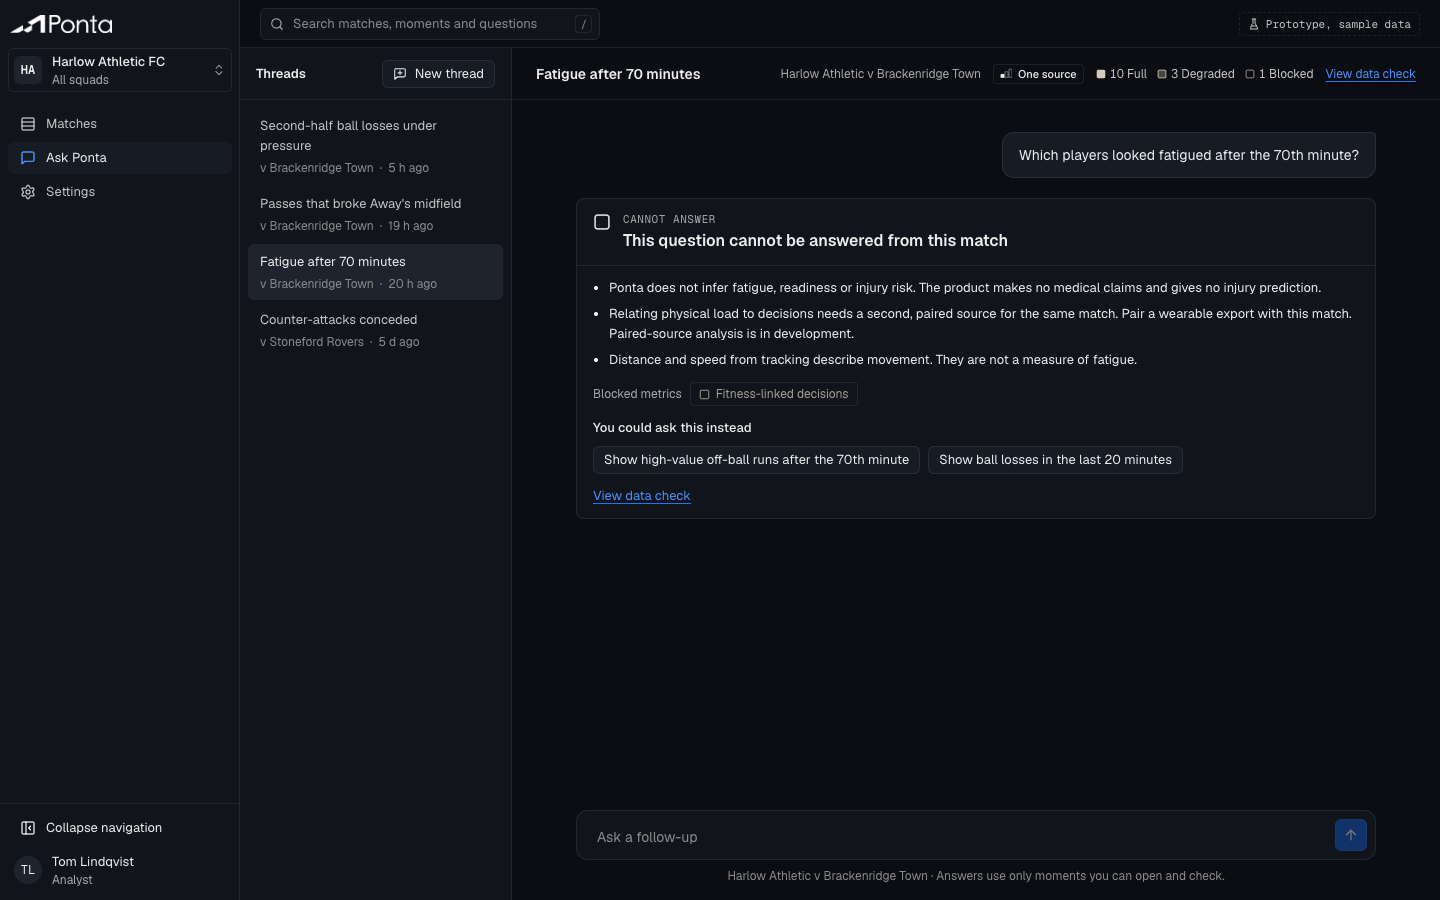 Ponta
Search matches, moments and questions
/
Prototype, sample data
HA
Harlow Athletic FC
All squads
Matches
Ask Ponta
Settings
Collapse navigation
TL
Tom Lindqvist
Analyst
Threads
New thread
Second-half ball losses under
pressure
v Brackenridge Town · 5 h ago
Passes that broke Away's midfield
v Brackenridge Town · 19 h ago
Fatigue after 70 minutes
v Brackenridge Town · 20 h ago
Counter-attacks conceded
v Stoneford Rovers · 5 d ago
Fatigue after 70 minutes
Harlow Athletic v Brackenridge Town
One source
10 Full
3 Degraded
1 Blocked
View data check
Which players looked fatigued after the 70th minute?
CANNOT ANSWER
This question cannot be answered from this match
• Ponta does not infer fatigue, readiness or injury risk. The product makes no medical claims and gives no injury prediction.
• Relating physical load to decisions needs a second, paired source for the same match. Pair a wearable export with this match.
Paired-source analysis is in development.
• Distance and speed from tracking describe movement. They are not a measure of fatigue.
Blocked metrics
Fitness-linked decisions
You could ask this instead
Show high-value off-ball runs after the 70th minute
Show ball losses in the last 20 minutes
View data check
Ask a follow-up
Harlow Athletic v Brackenridge Town · Answers use only moments you can open and check.